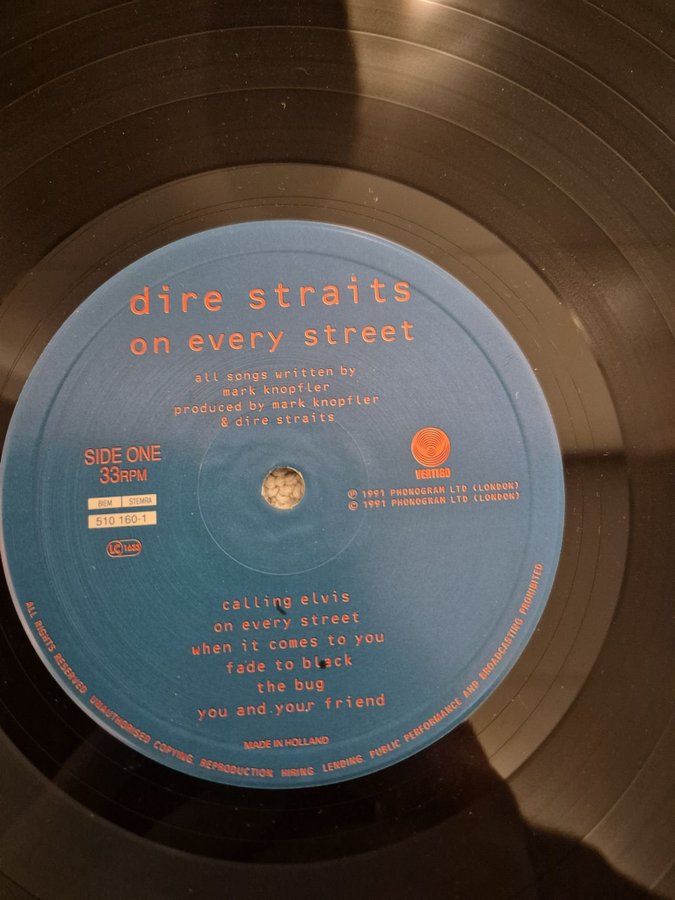 dire straits
on every street
all songs written by
mark knopfler
produced by mark knopfler
& dire straits
SIDE ONE
33RPM
BIEM STEMRA
510 160-1
LC 1633
VERTIGO
℗ 1991 PHONOGRAM LTD (LONDON)
© 1991 PHONOGRAM LTD (LONDON)
calling elvis
on every street
when it comes to you
fade to black
the bug
you and your friend
MADE IN HOLLAND
ALL RIGHTS RESERVED. UNAUTHORISED COPYING, REPRODUCTION HIRING, LENDING, PUBLIC PERFORMANCE AND BROADCASTING PROHIBITED